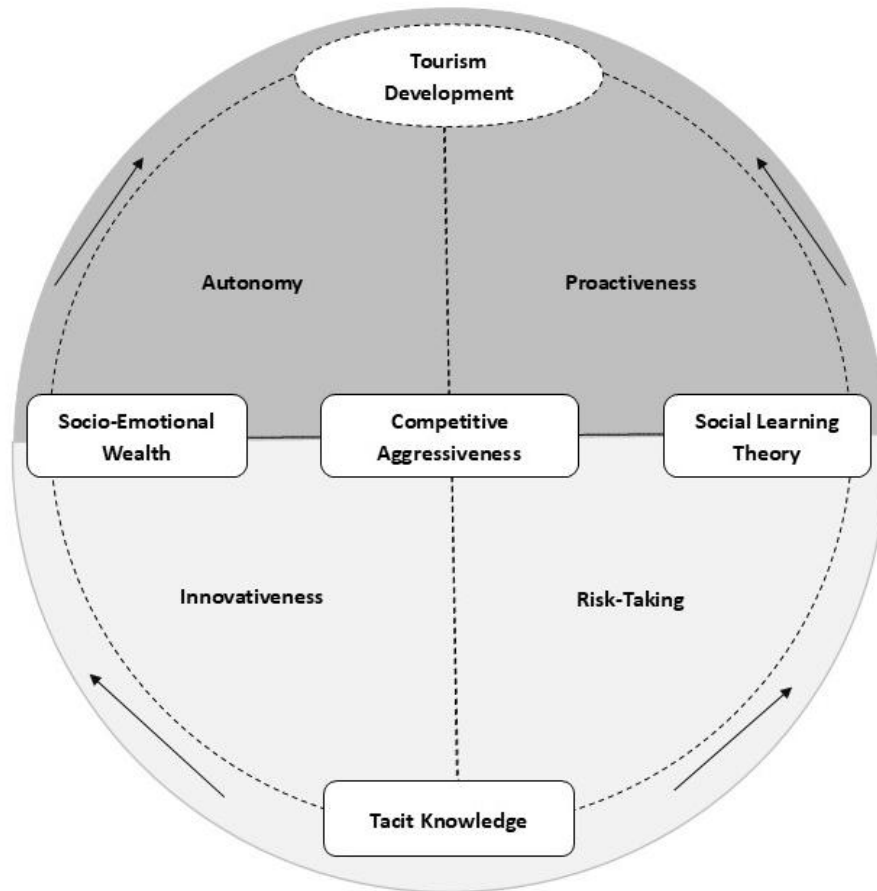 Tourism
Development
Autonomy
Proactiveness
Socio-Emotional
Wealth
Competitive
Aggressiveness
Social Learning
Theory
Innovativeness
Risk-Taking
Tacit Knowledge